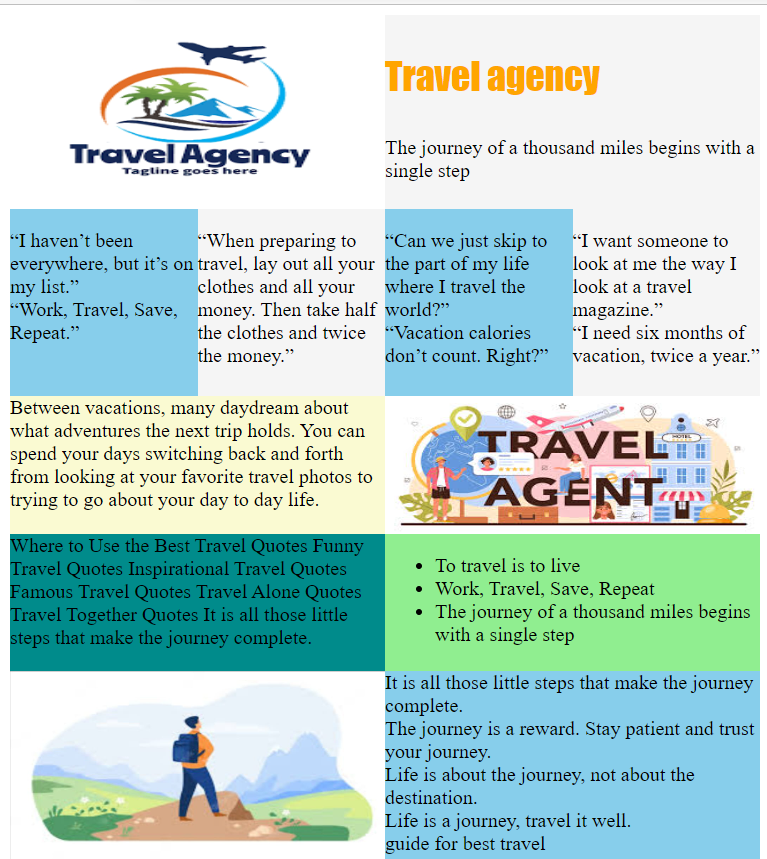 Travel Agency
Tagline goes here
Travel agency
The journey of a thousand miles begins with a
single step
“I haven’t been
everywhere, but it’s on
my list.”
“Work, Travel, Save,
Repeat.”
“When preparing to
travel, lay out all your
clothes and all your
money. Then take half
the clothes and twice
the money.”
“Can we just skip to
the part of my life
where I travel the
world?”
“Vacation calories
don’t count. Right?”
“I want someone to
look at me the way I
look at a travel
magazine.”
“I need six months of
vacation, twice a year.”
Between vacations, many daydream about
what adventures the next trip holds. You can
spend your days switching back and forth
from looking at your favorite travel photos to
trying to go about your day to day life.
HOTEL
TRAVEL
AGENT
Where to Use the Best Travel Quotes Funny
Travel Quotes Inspirational Travel Quotes
Famous Travel Quotes Travel Alone Quotes
Travel Together Quotes It is all those little
steps that make the journey complete.
• To travel is to live
• Work, Travel, Save, Repeat
• The journey of a thousand miles begins
with a single step
It is all those little steps that make the journey
complete.
The journey is a reward. Stay patient and trust
your journey.
Life is about the journey, not about the
destination.
Life is a journey, travel it well.
guide for best travel